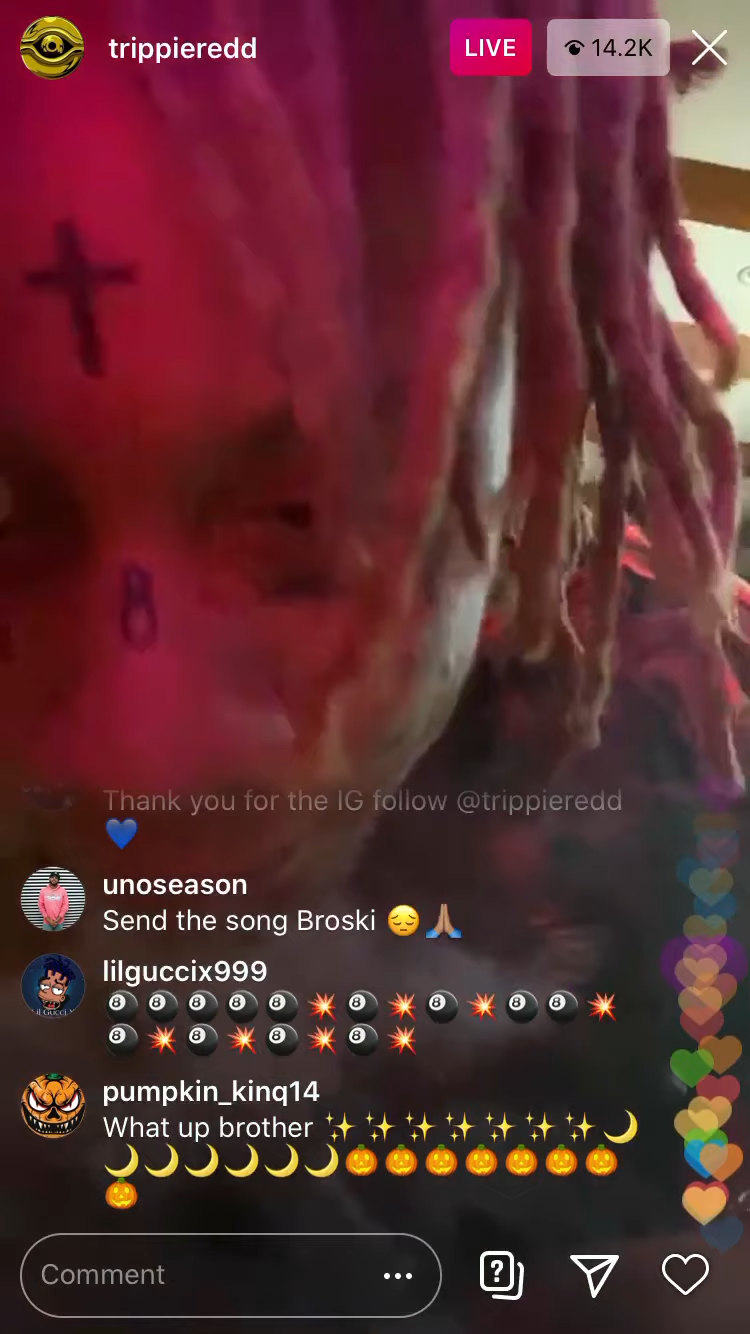 trippieredd
LIVE
14.2K
Thank you for the IG follow @trippieredd
💙
unoseason
Send the song Broski 😔🙏🏽
lilguccix999
🎱🎱🎱🎱🎱💥🎱💥🎱💥🎱🎱💥
🎱💥🎱💥🎱💥🎱💥
pumpkin_kinq14
What up brother ✨✨✨✨✨✨✨🌙
🌙🌙🌙🌙🌙🌙🎃🎃🎃🎃🎃🎃🎃
🎃
Comment